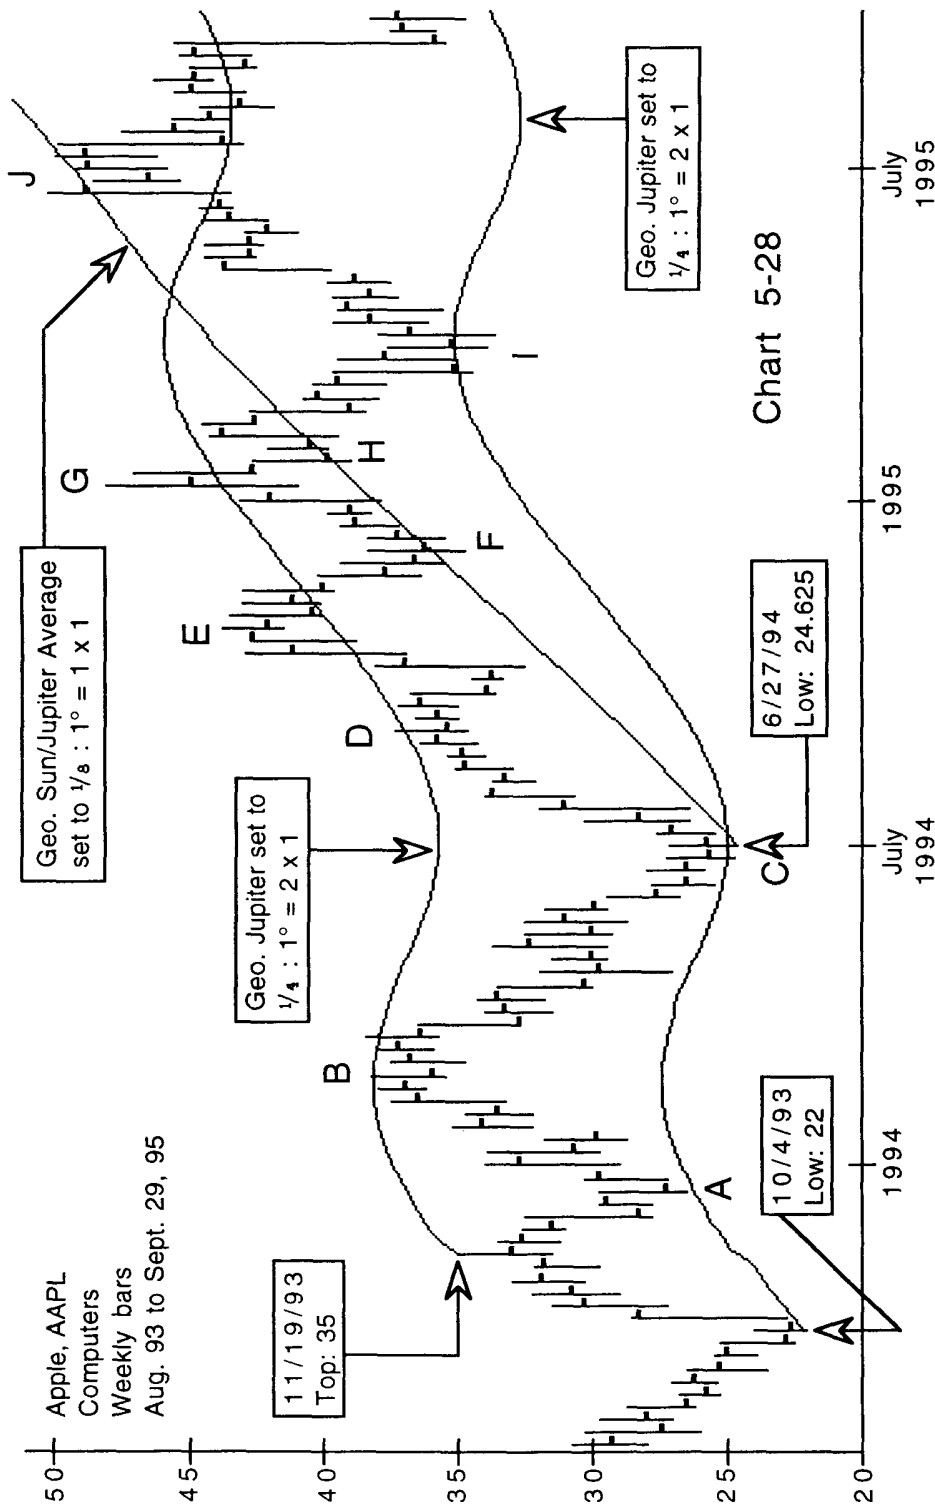 Apple, AAPL
Computers
Weekly bars
Aug. 93 to Sept. 29, 95
50
45
40
35
30
25
20
11/19/93
Top: 35
10/4/93
Low: 22
Geo. Jupiter set to
1/4 : 1° = 2 x 1
Geo. Sun/Jupiter Average
set to 1/8 : 1° = 1 x 1
6/27/94
Low: 24.625
Geo. Jupiter set to
1/4 : 1° = 2 x 1
A
B
C
D
E
F
G
H
I
J
1994
July
1994
1995
July
1995
Chart 5-28